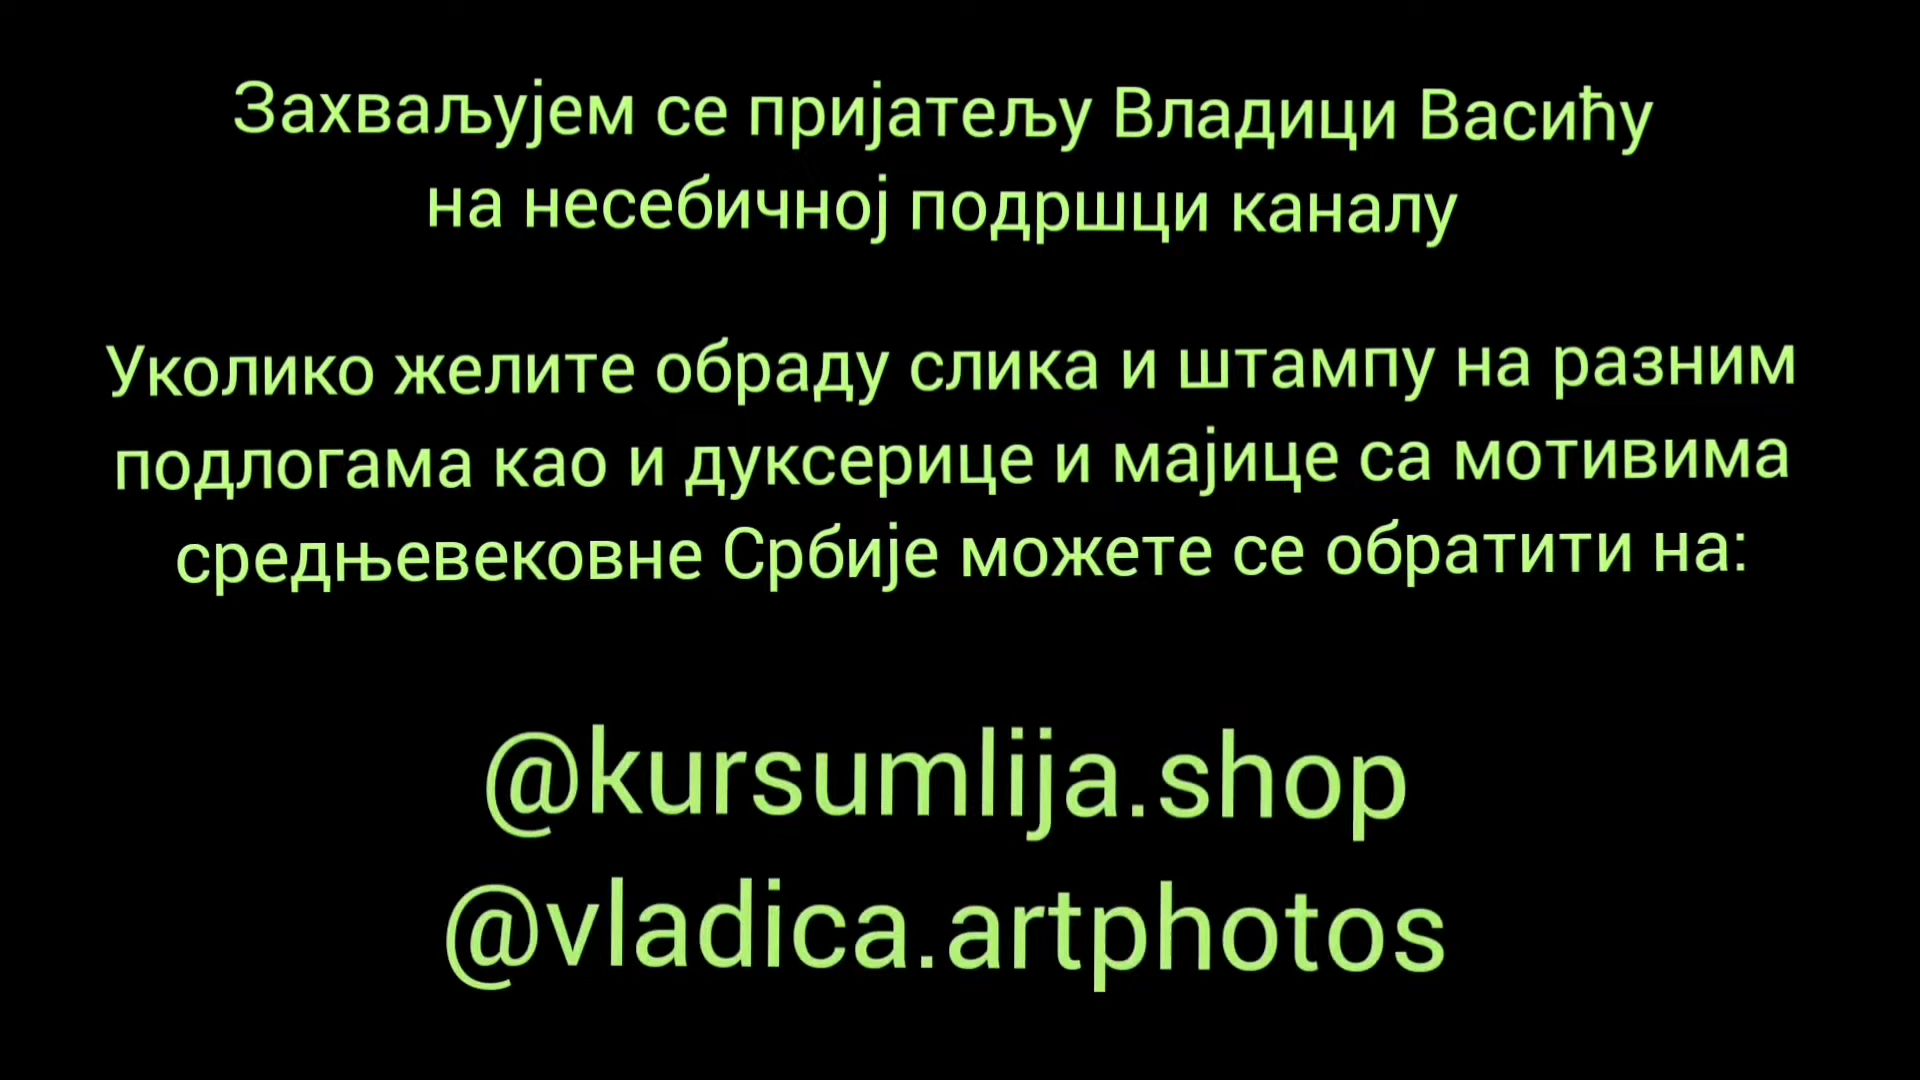 Захваљујем се пријатељу Владици Васићу
на несебичној подршци каналу
Уколико желите обраду слика и штампу на разним
подлогама као и дуксерице и мајице са мотивима
средњевековне Србије можете се обратити на:
@kursumlija.shop
@vladica.artphotos